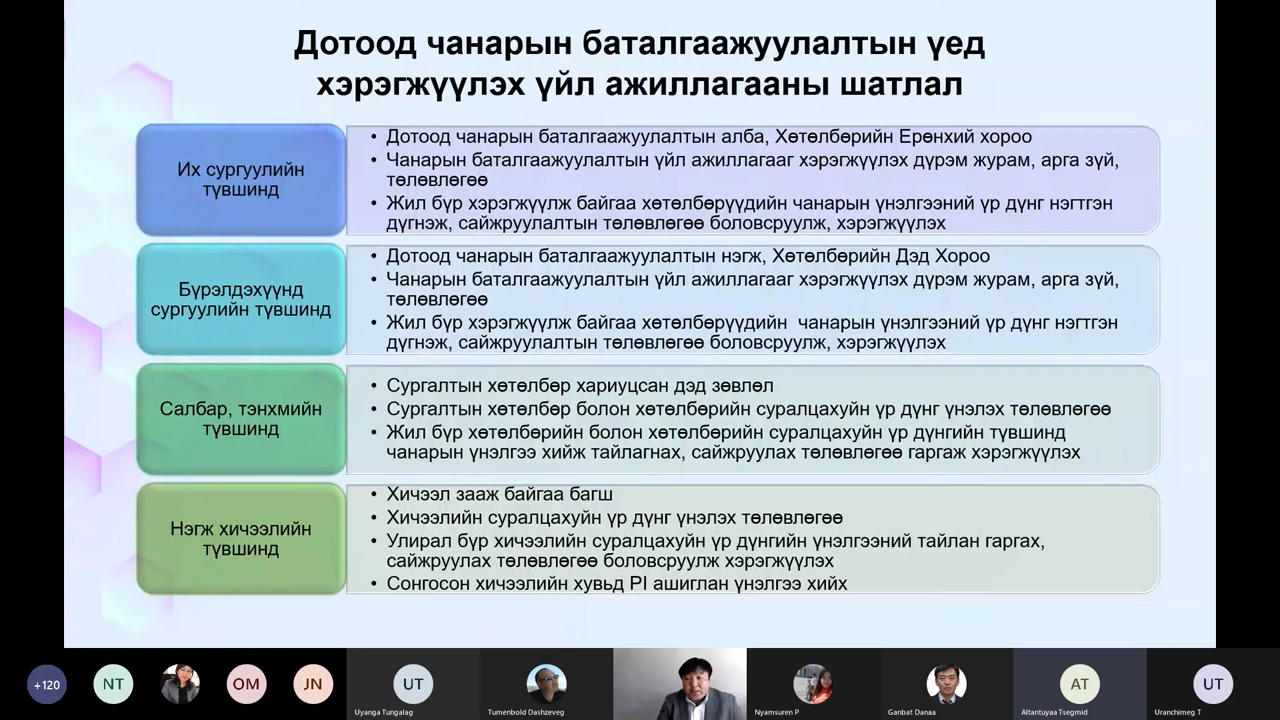 Дотоод чанарын баталгаажуулалтын үед
хэрэгжүүлэх үйл ажиллагааны шатлал
Их сургуулийн
түвшинд
• Дотоод чанарын баталгаажуулалтын алба, Хөтөлбөрийн Ерөнхий хороо
• Чанарын баталгаажуулалтын үйл ажиллагааг хэрэгжүүлэх дүрэм журам, арга зүй,
төлөвлөгөө
• Жил бүр хэрэгжүүлж байгаа хөтөлбөрүүдийн чанарын үнэлгээний үр дүнг нэгтгэн
дүгнэж, сайжруулалтын төлөвлөгөө боловсруулж, хэрэгжүүлэх
Бүрэлдэхүүнд
сургуулийн түвшинд
• Дотоод чанарын баталгаажуулалтын нэгж, Хөтөлбөрийн Дэд Хороо
• Чанарын баталгаажуулалтын үйл ажиллагааг хэрэгжүүлэх дүрэм журам, арга зүй,
төлөвлөгөө
• Жил бүр хэрэгжүүлж байгаа хөтөлбөрүүдийн чанарын үнэлгээний үр дүнг нэгтгэн
дүгнэж, сайжруулалтын төлөвлөгөө боловсруулж, хэрэгжүүлэх
Салбар, тэнхмийн
түвшинд
• Сургалтын хөтөлбөр хариуцсан дэд зөвлөл
• Сургалтын хөтөлбөр болон хөтөлбөрийн суралцахуйн үр дүнг үнэлэх төлөвлөгөө
• Жил бүр хөтөлбөрийн болон хөтөлбөрийн суралцахуйн үр дүнгийн түвшинд
чанарын үнэлгээ хийж тайлагнах, сайжруулах төлөвлөгөө гаргаж хэрэгжүүлэх
Нэгж хичээлийн
түвшинд
• Хичээл зааж байгаа багш
• Хичээлийн суралцахуйн үр дүнг үнэлэх төлөвлөгөө
• Улирал бүр хичээлийн суралцахуйн үр дүнгийн үнэлгээний тайлан гаргах,
сайжруулах төлөвлөгөө боловсруулж хэрэгжүүлэх
• Сонгосон хичээлийн хувьд PI ашиглан үнэлгээ хийх
+120 NT OM JN UT AT UT
Uyanga Tungalag Tumenbold Dashzeveg Nyamsuren P Ganbat Danaa Altantuyaa Tsegmid Uranchimeg T